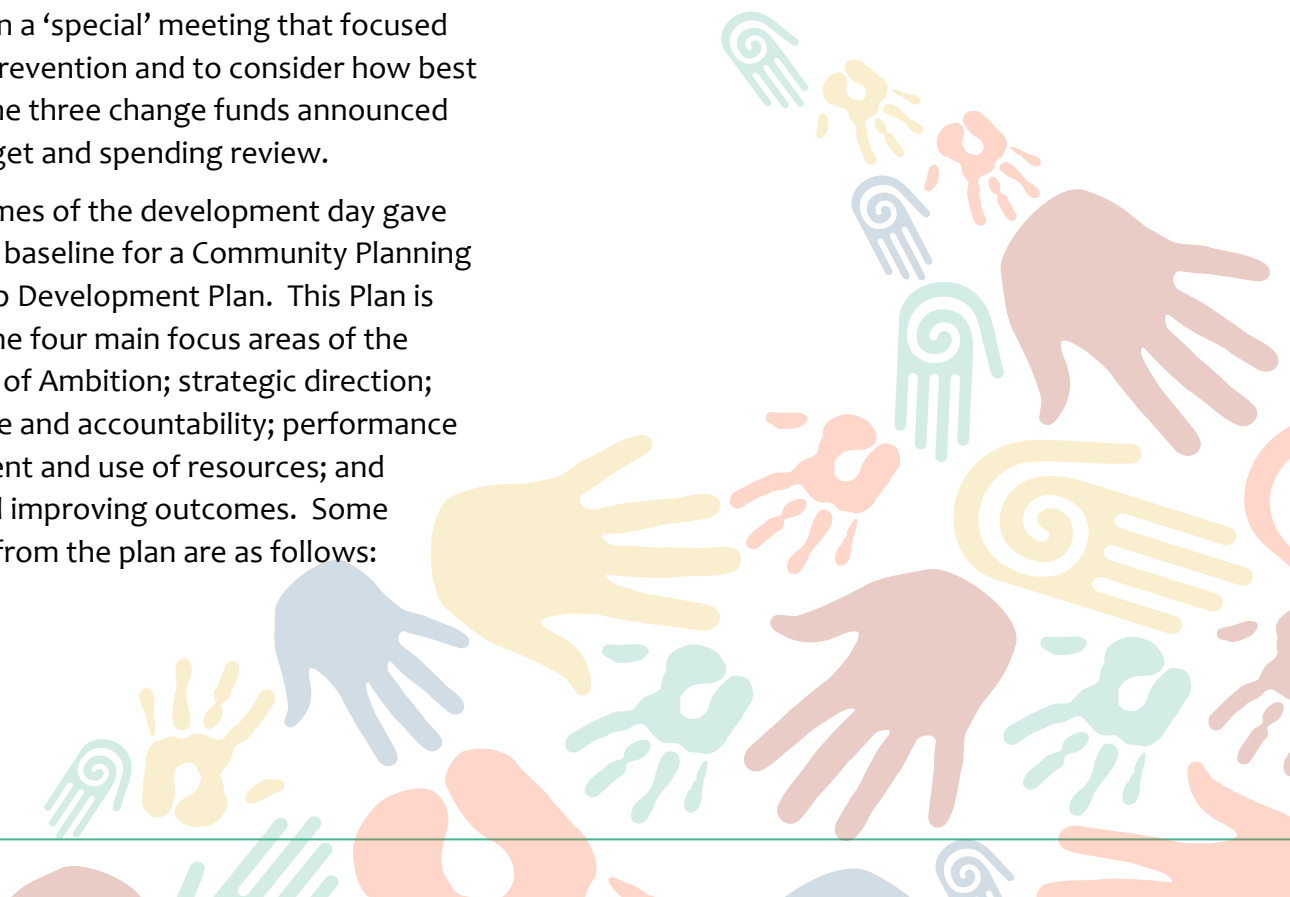 n a ‘special’ meeting that focused
revention and to consider how best
ne three change funds announced
get and spending review.
mes of the development day gave
baseline for a Community Planning
p Development Plan.  This Plan is
ne four main focus areas of the
of Ambition; strategic direction;
e and accountability; performance
ent and use of resources; and
d improving outcomes.  Some
from the plan are as follows: